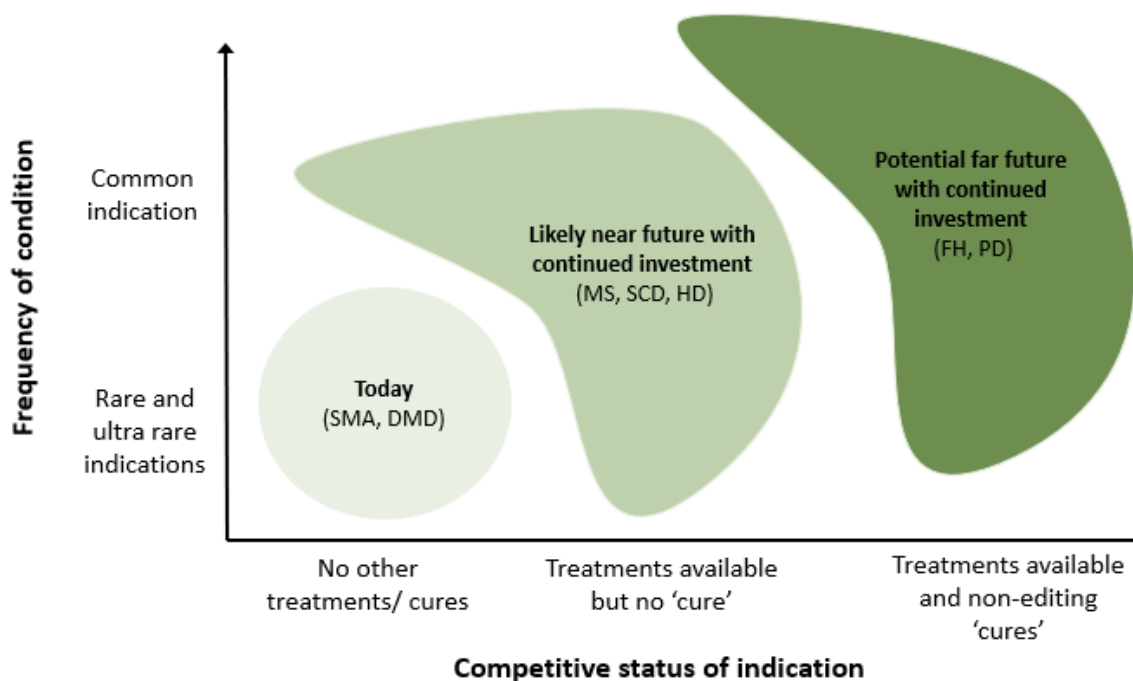 Frequency of condition
Common
indication
Rare and
ultra rare
indications
Today
(SMA, DMD)
Likely near future with
continued investment
(MS, SCD, HD)
Potential far future
with continued
investment
(FH, PD)
No other
treatments/ cures
Treatments available
but no ‘cure’
Treatments available
and non-editing
‘cures’
Competitive status of indication